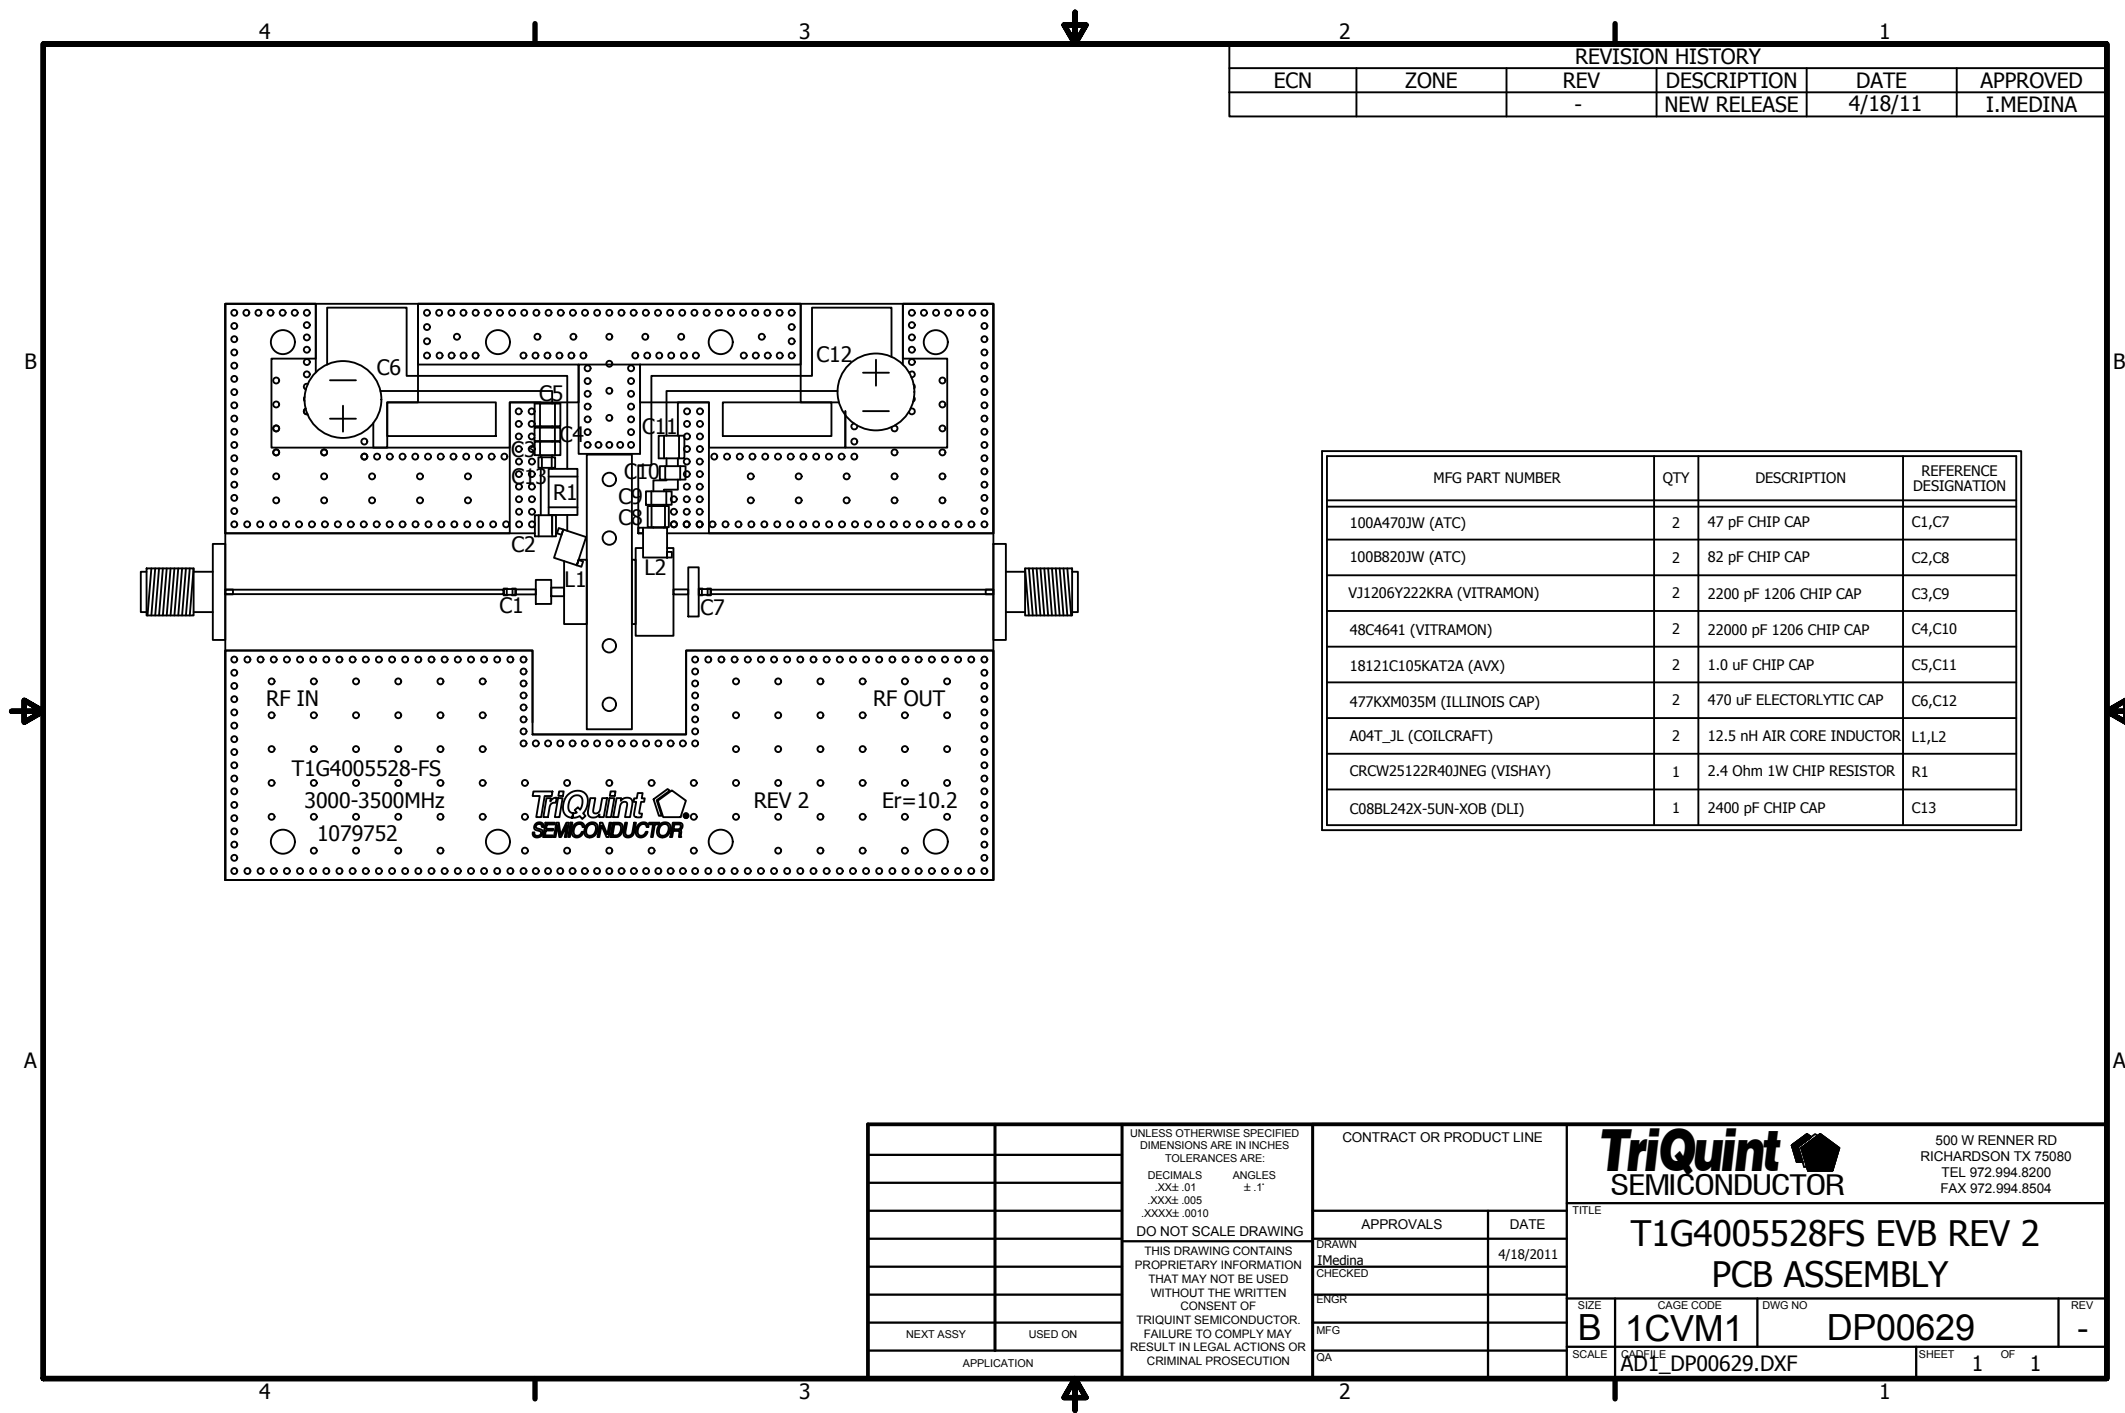 4 3 2 1
REVISION HISTORY
ECN ZONE REV DESCRIPTION DATE APPROVED
- NEW RELEASE 4/18/11 I.MEDINA
B B
C6 C12
C5
C4 C11
C3
C13 C10
R1 C9
C8
C2
L1 L2
C1 C7
RF IN RF OUT
T1G4005528-FS
3000-3500MHz TriQuint REV 2 Er=10.2
1079752 SEMICONDUCTOR
MFG PART NUMBER QTY DESCRIPTION REFERENCE DESIGNATION
100A470JW (ATC) 2 47 pF CHIP CAP C1,C7
100B820JW (ATC) 2 82 pF CHIP CAP C2,C8
VJ1206Y222KRA (VITRAMON) 2 2200 pF 1206 CHIP CAP C3,C9
48C4641 (VITRAMON) 2 22000 pF 1206 CHIP CAP C4,C10
18121C105KAT2A (AVX) 2 1.0 uF CHIP CAP C5,C11
477KXM035M (ILLINOIS CAP) 2 470 uF ELECTORLYTIC CAP C6,C12
A04T_JL (COILCRAFT) 2 12.5 nH AIR CORE INDUCTOR L1,L2
CRCW25122R40JNEG (VISHAY) 1 2.4 Ohm 1W CHIP RESISTOR R1
C08BL242X-5UN-XOB (DLI) 1 2400 pF CHIP CAP C13
A A
NEXT ASSY USED ON
APPLICATION
UNLESS OTHERWISE SPECIFIED
DIMENSIONS ARE IN INCHES
TOLERANCES ARE:
DECIMALS ANGLES
.XX± .01 ± .1°
.XXX± .005
.XXXX± .0010
DO NOT SCALE DRAWING
THIS DRAWING CONTAINS
PROPRIETARY INFORMATION
THAT MAY NOT BE USED
WITHOUT THE WRITTEN
CONSENT OF
TRIQUINT SEMICONDUCTOR.
FAILURE TO COMPLY MAY
RESULT IN LEGAL ACTIONS OR
CRIMINAL PROSECUTION
CONTRACT OR PRODUCT LINE
APPROVALS DATE
DRAWN
IMedina 4/18/2011
CHECKED
ENGR
MFG
QA
TriQuint
SEMICONDUCTOR
500 W RENNER RD
RICHARDSON TX 75080
TEL 972.994.8200
FAX 972.994.8504
TITLE
T1G4005528FS EVB REV 2
PCB ASSEMBLY
SIZE CAGE CODE DWG NO REV
B 1CVM1 DP00629 -
SCALE CADFILE SHEET 1 OF 1
AD1_DP00629.DXF
4 3 2 1